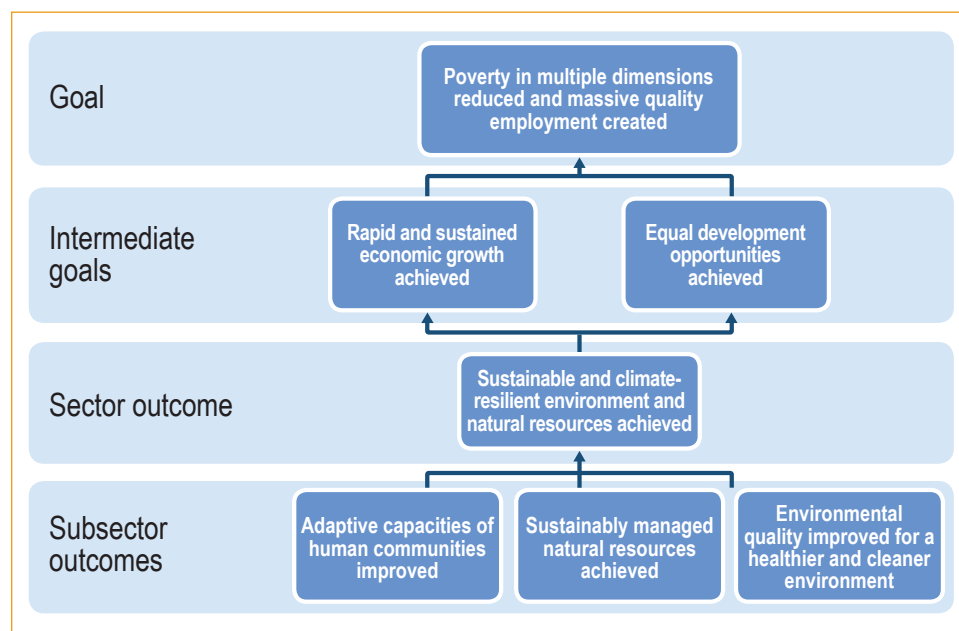 Goal
Poverty in multiple dimensions
reduced and massive quality
employment created
Intermediate
goals
Rapid and sustained
economic growth
achieved
Equal development
opportunities
achieved
Sector outcome
Sustainable and climate-
resilient environment and
natural resources achieved
Subsector
outcomes
Adaptive capacities of
human communities
improved
Sustainably managed
natural resources
achieved
Environmental
quality improved for a
healthier and cleaner
environment